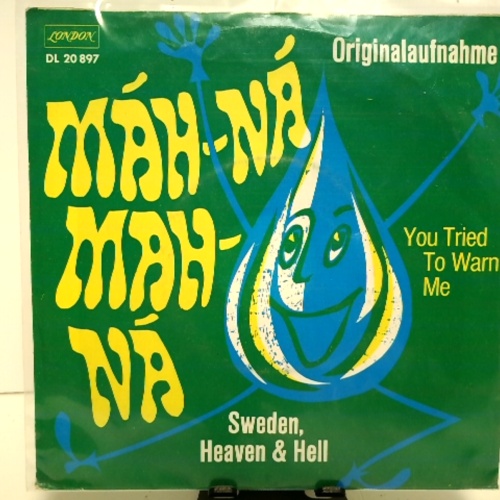 LONDON
DL 20 897
Originalaufnahme
MÁH-NÁ
MAH-
NÁ
You Tried
To Warn
Me
Sweden,
Heaven & Hell